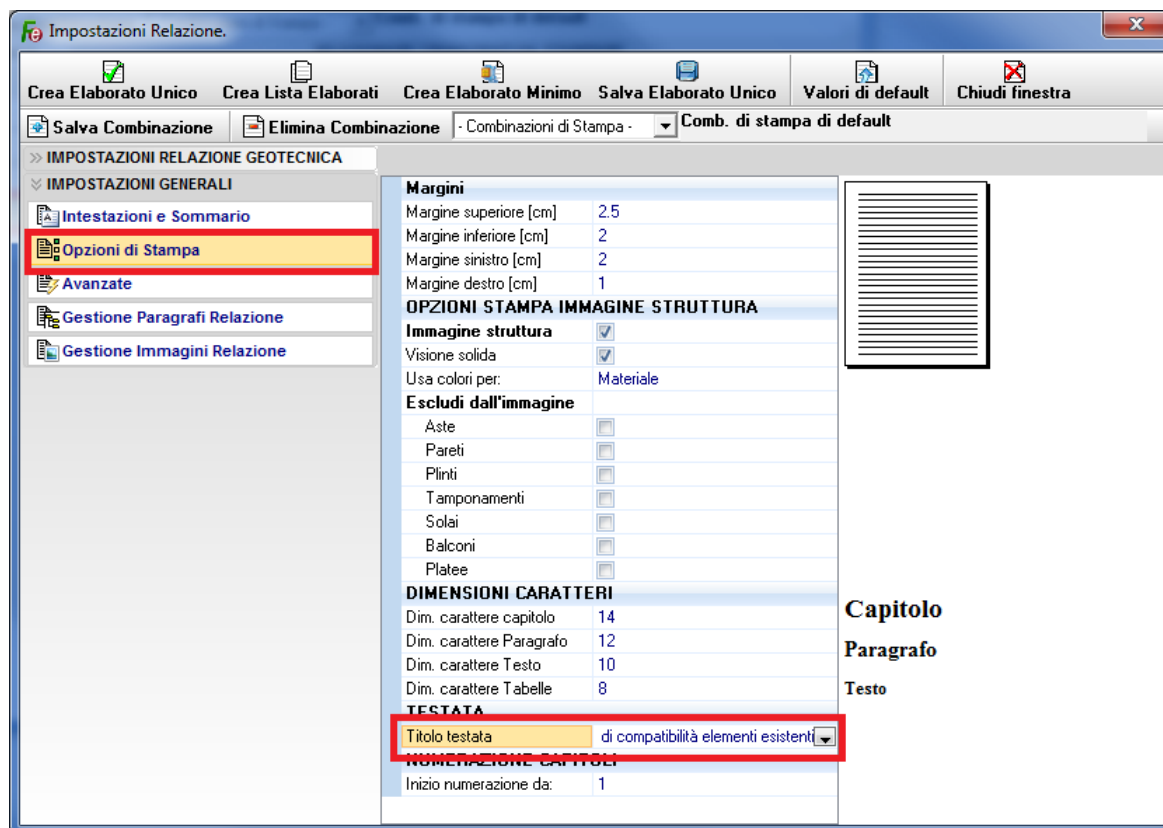 Fe Impostazioni Relazione.
Crea Elaborato Unico Crea Lista Elaborati Crea Elaborato Minimo Salva Elaborato Unico Valori di default Chiudi finestra
Salva Combinazione Elimina Combinazione - Combinazioni di Stampa - Comb. di stampa di default
IMPOSTAZIONI RELAZIONE GEOTECNICA
IMPOSTAZIONI GENERALI
Intestazioni e Sommario
Opzioni di Stampa
Avanzate
Gestione Paragrafi Relazione
Gestione Immagini Relazione
Margini
Margine superiore [cm] 2.5
Margine inferiore [cm] 2
Margine sinistro [cm] 2
Margine destro [cm] 1
OPZIONI STAMPA IMMAGINE STRUTTURA
Immagine struttura
Visione solida
Usa colori per: Materiale
Escludi dall'immagine
Aste
Pareti
Plinti
Tamponamenti
Solai
Balconi
Platee
DIMENSIONI CARATTERI
Dim. carattere capitolo 14
Dim. carattere Paragrafo 12
Dim. carattere Testo 10
Dim. carattere Tabelle 8
TESTATA
Titolo testata di compatibilità elementi esistenti
NUMERAZIONE CAPITOLI
Inizio numerazione da: 1
Capitolo
Paragrafo
Testo